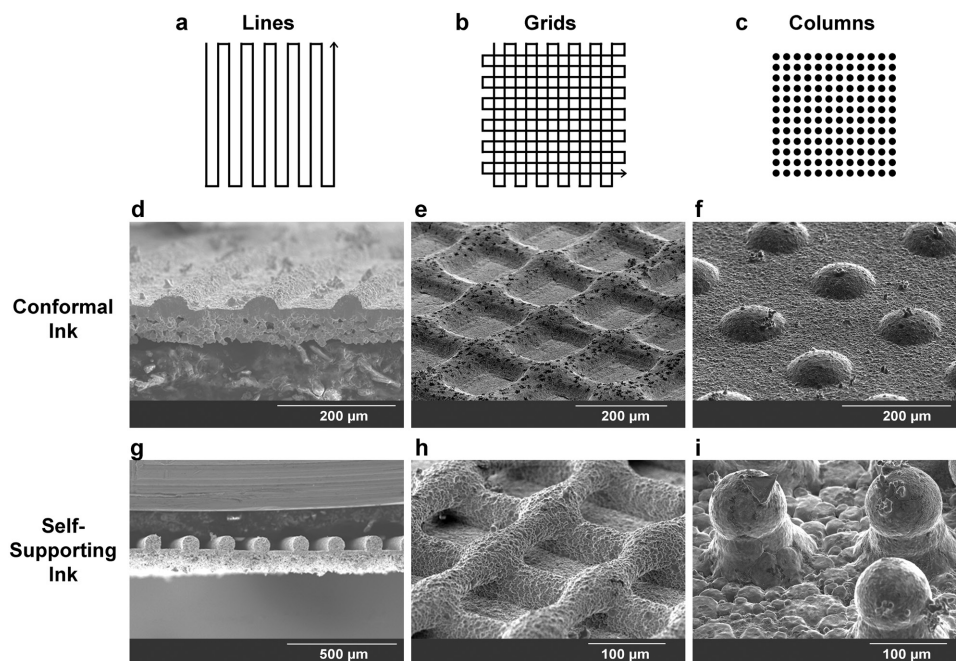 a Lines
b Grids
c Columns
d
e
f
Conformal
Ink
200 µm
200 µm
200 µm
g
h
i
Self-
Supporting
Ink
500 µm
100 µm
100 µm